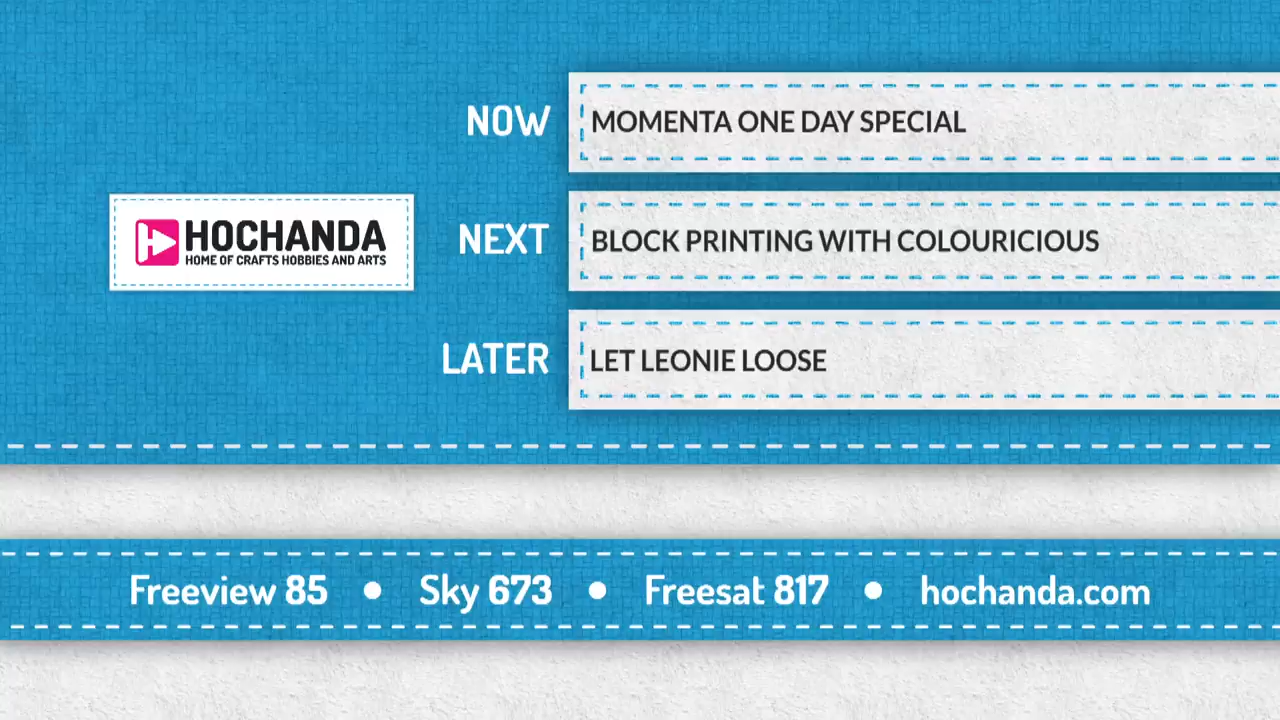 NOW
MOMENTA ONE DAY SPECIAL
HOCHANDA
HOME OF CRAFTS HOBBIES AND ARTS
NEXT
BLOCK PRINTING WITH COLOURICIOUS
LATER
LET LEONIE LOOSE
Freeview 85 • Sky 673 • Freesat 817 • hochanda.com